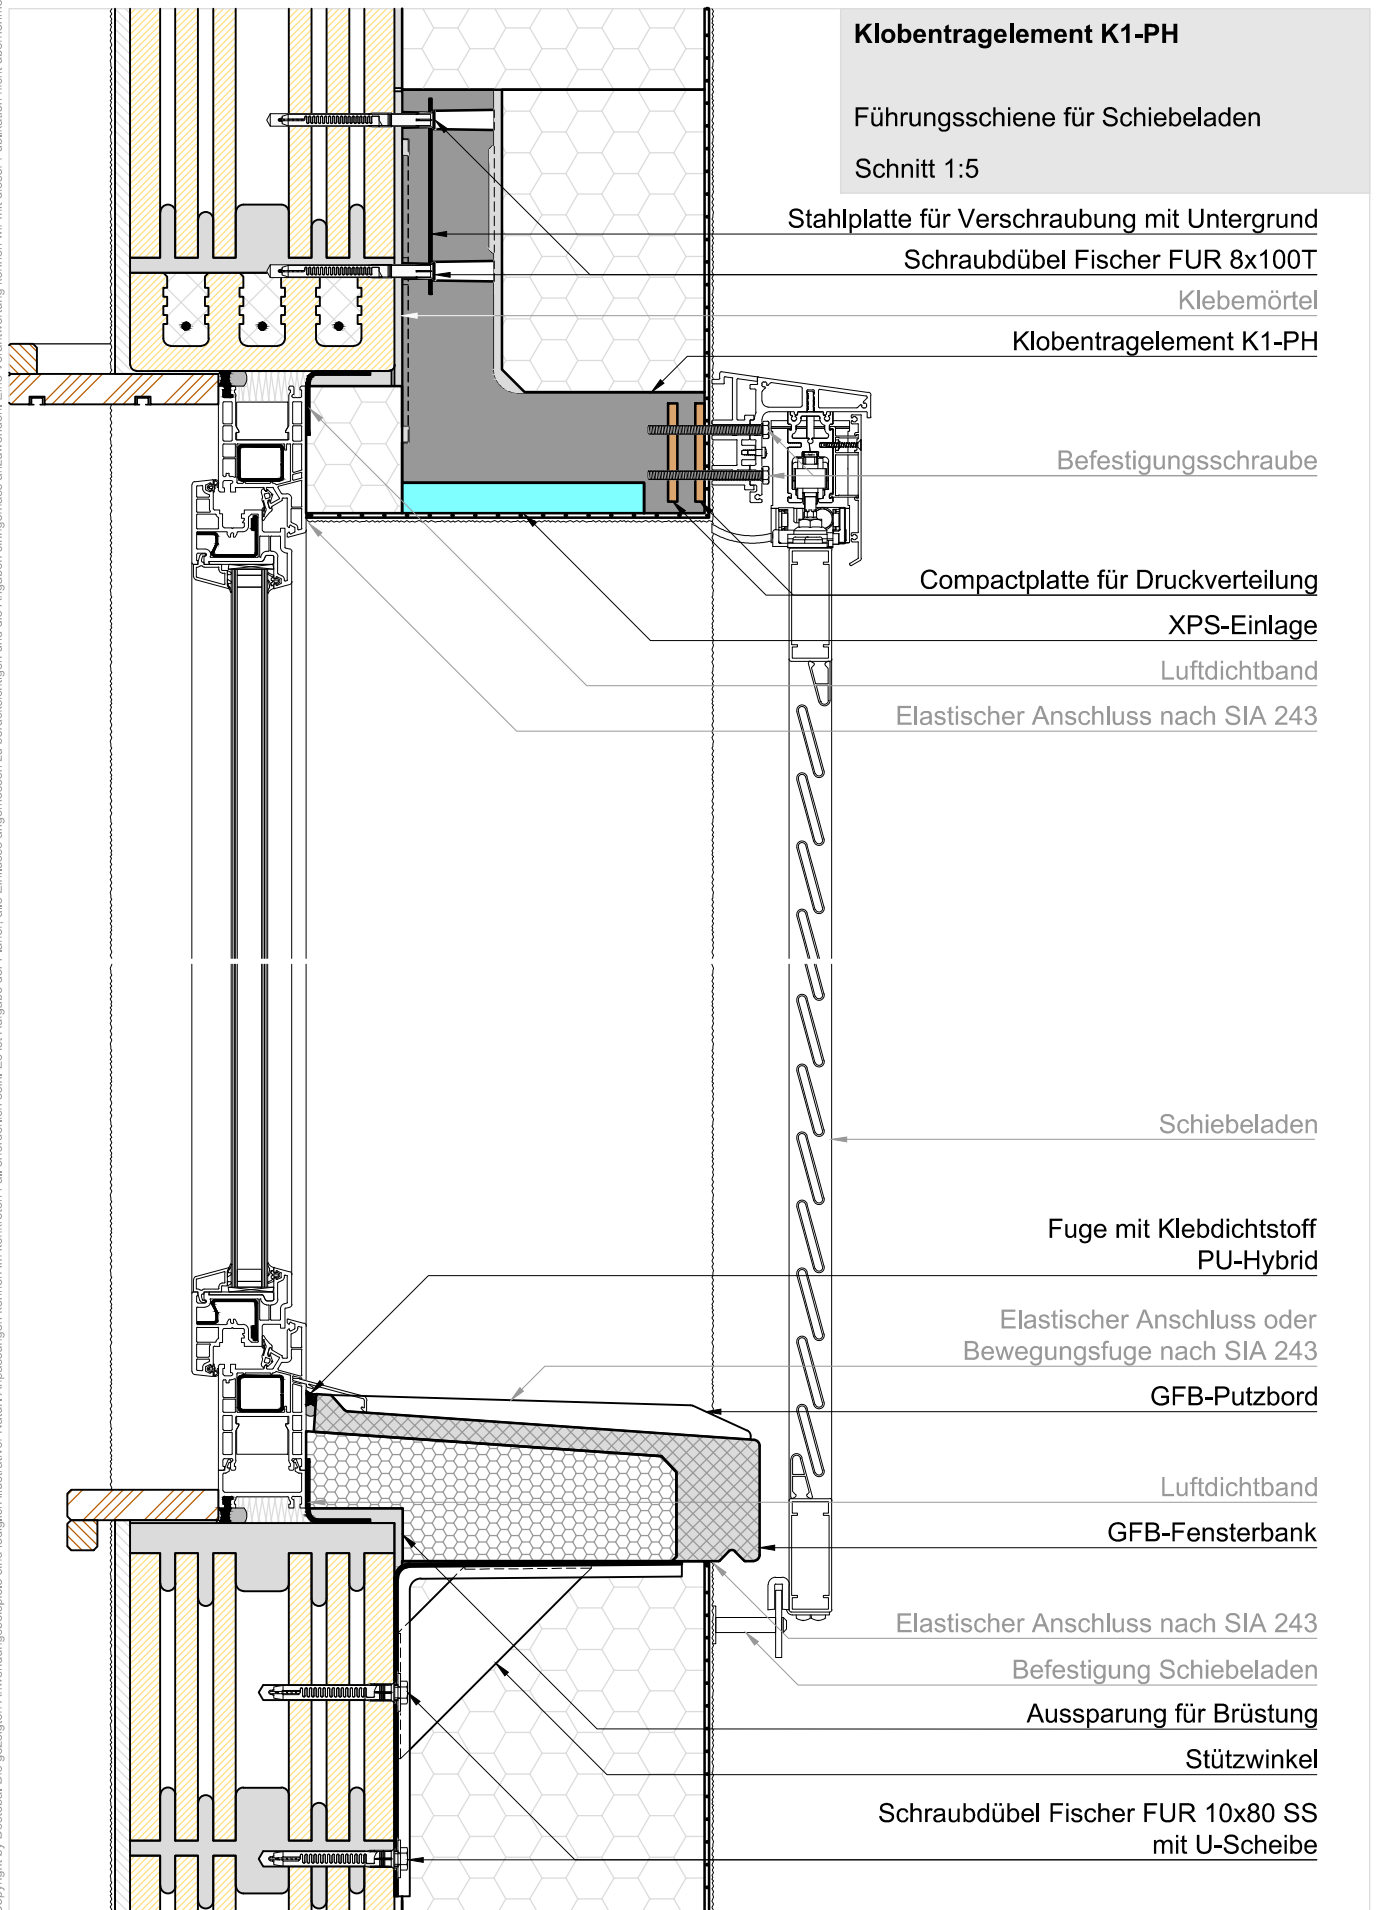 Klobentragelement K1-PH
Führungsschiene für Schiebeladen
Schnitt 1:5
Stahlplatte für Verschraubung mit Untergrund
Schraubdübel Fischer FUR 8x100T
Klebemörtel
Klobentragelement K1-PH
Befestigungsschraube
Compactplatte für Druckverteilung
XPS-Einlage
Luftdichtband
Elastischer Anschluss nach SIA 243
Schiebeladen
Fuge mit Klebdichtstoff
PU-Hybrid
Elastischer Anschluss oder
Bewegungsfuge nach SIA 243
GFB-Putzbord
Luftdichtband
GFB-Fensterbank
Elastischer Anschluss nach SIA 243
Befestigung Schiebeladen
Aussparung für Brüstung
Stützwinkel
Schraubdübel Fischer FUR 10x80 SS
mit U-Scheibe